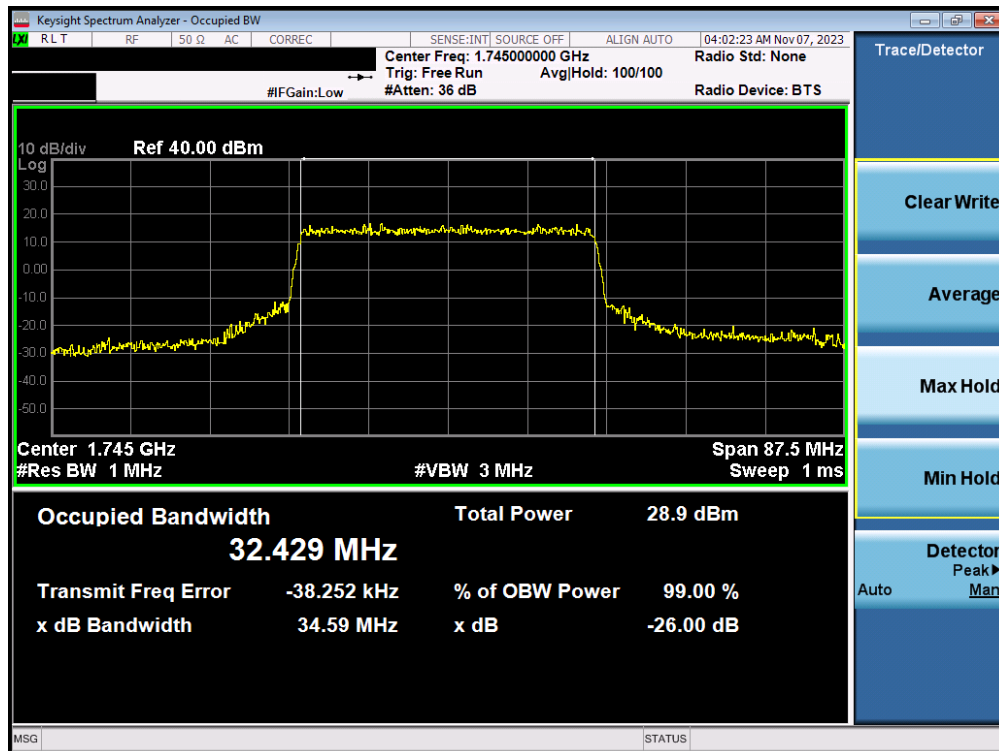 Keysight Spectrum Analyzer - Occupied BW
LXI RLT RF 50 Ω AC CORREC SENSE:INT SOURCE OFF ALIGN AUTO 04:02:23 AM Nov 07, 2023
Center Freq: 1.745000000 GHz Radio Std: None
Trig: Free Run Avg|Hold: 100/100
#IFGain:Low #Atten: 36 dB Radio Device: BTS
10 dB/div Ref 40.00 dBm
Log
30.0
20.0
10.0
0.00
-10.0
-20.0
-30.0
-40.0
-50.0
Center 1.745 GHz Span 87.5 MHz
#Res BW 1 MHz #VBW 3 MHz Sweep 1 ms
Occupied Bandwidth Total Power 28.9 dBm
32.429 MHz
Transmit Freq Error -38.252 kHz % of OBW Power 99.00 %
x dB Bandwidth 34.59 MHz x dB -26.00 dB
Trace/Detector
Clear Write
Average
Max Hold
Min Hold
Detector
Peak
Auto Man
MSG STATUS